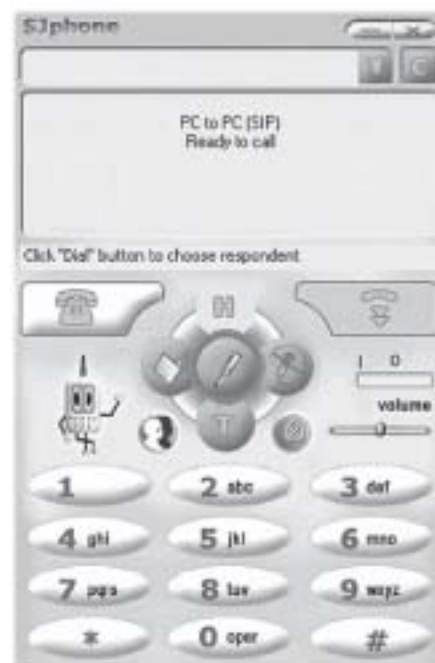 SJphone
PC to PC (SIP)
Ready to call
Click "Dial" button to choose respondent
I 0
volume
1
2 abc
3 def
4 ghi
5 jkl
6 mno
7 pqrs
8 tuv
9 wxyz
*
0 oper
#